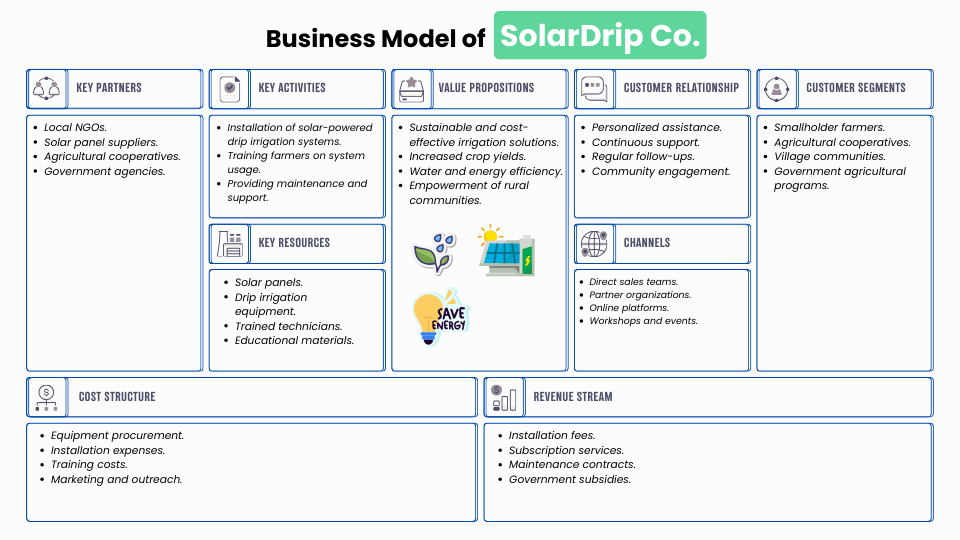 Business Model of SolarDrip Co.
KEY PARTNERS
• Local NGOs.
• Solar panel suppliers.
• Agricultural cooperatives.
• Government agencies.
KEY ACTIVITIES
• Installation of solar-powered
drip irrigation systems.
• Training farmers on system
usage.
• Providing maintenance and
support.
KEY RESOURCES
• Solar panels.
• Drip irrigation
equipment.
• Trained technicians.
• Educational materials.
VALUE PROPOSITIONS
• Sustainable and cost-
effective irrigation solutions.
• Increased crop yields.
• Water and energy efficiency.
• Empowerment of rural
communities.
SAVE
ENERGY
CUSTOMER RELATIONSHIP
• Personalized assistance.
• Continuous support.
• Regular follow-ups.
• Community engagement.
CHANNELS
• Direct sales teams.
• Partner organizations.
• Online platforms.
• Workshops and events.
CUSTOMER SEGMENTS
• Smallholder farmers.
• Agricultural cooperatives.
• Village communities.
• Government agricultural
programs.
COST STRUCTURE
• Equipment procurement.
• Installation expenses.
• Training costs.
• Marketing and outreach.
REVENUE STREAM
• Installation fees.
• Subscription services.
• Maintenance contracts.
• Government subsidies.